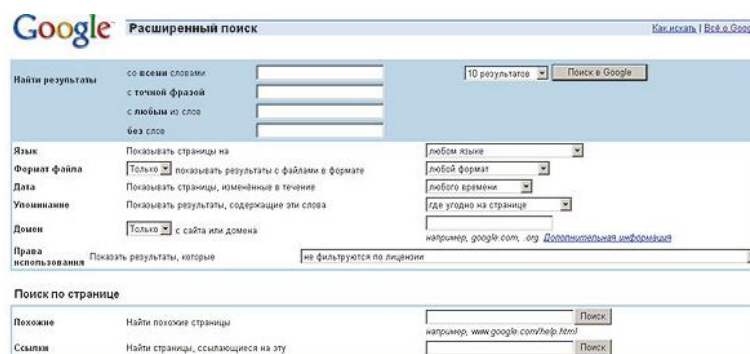 Google Расширенный поиск Как искать | Всё о Goog
Найти результаты со всеми словами 10 результатов Поиск в Google
с точной фразой
с любым из слов
без слов
Язык Показывать страницы на любом языке
Формат файла Только показывать результаты с файлами в формате любой формат
Дата Показывать страницы, изменённые в течение любого времени
Упоминание Показывать результаты, содержащие эти слова где угодно на странице
Домен Только с сайта или домена
например, google.com, .org Дополнительная информация
Права использования Показать результаты, которые не фильтруются по лицензии
Поиск по странице
Похожие Найти похожие страницы Поиск
например, www.google.com/help.html
Ссылки Найти страницы, ссылающиеся на эту Поиск